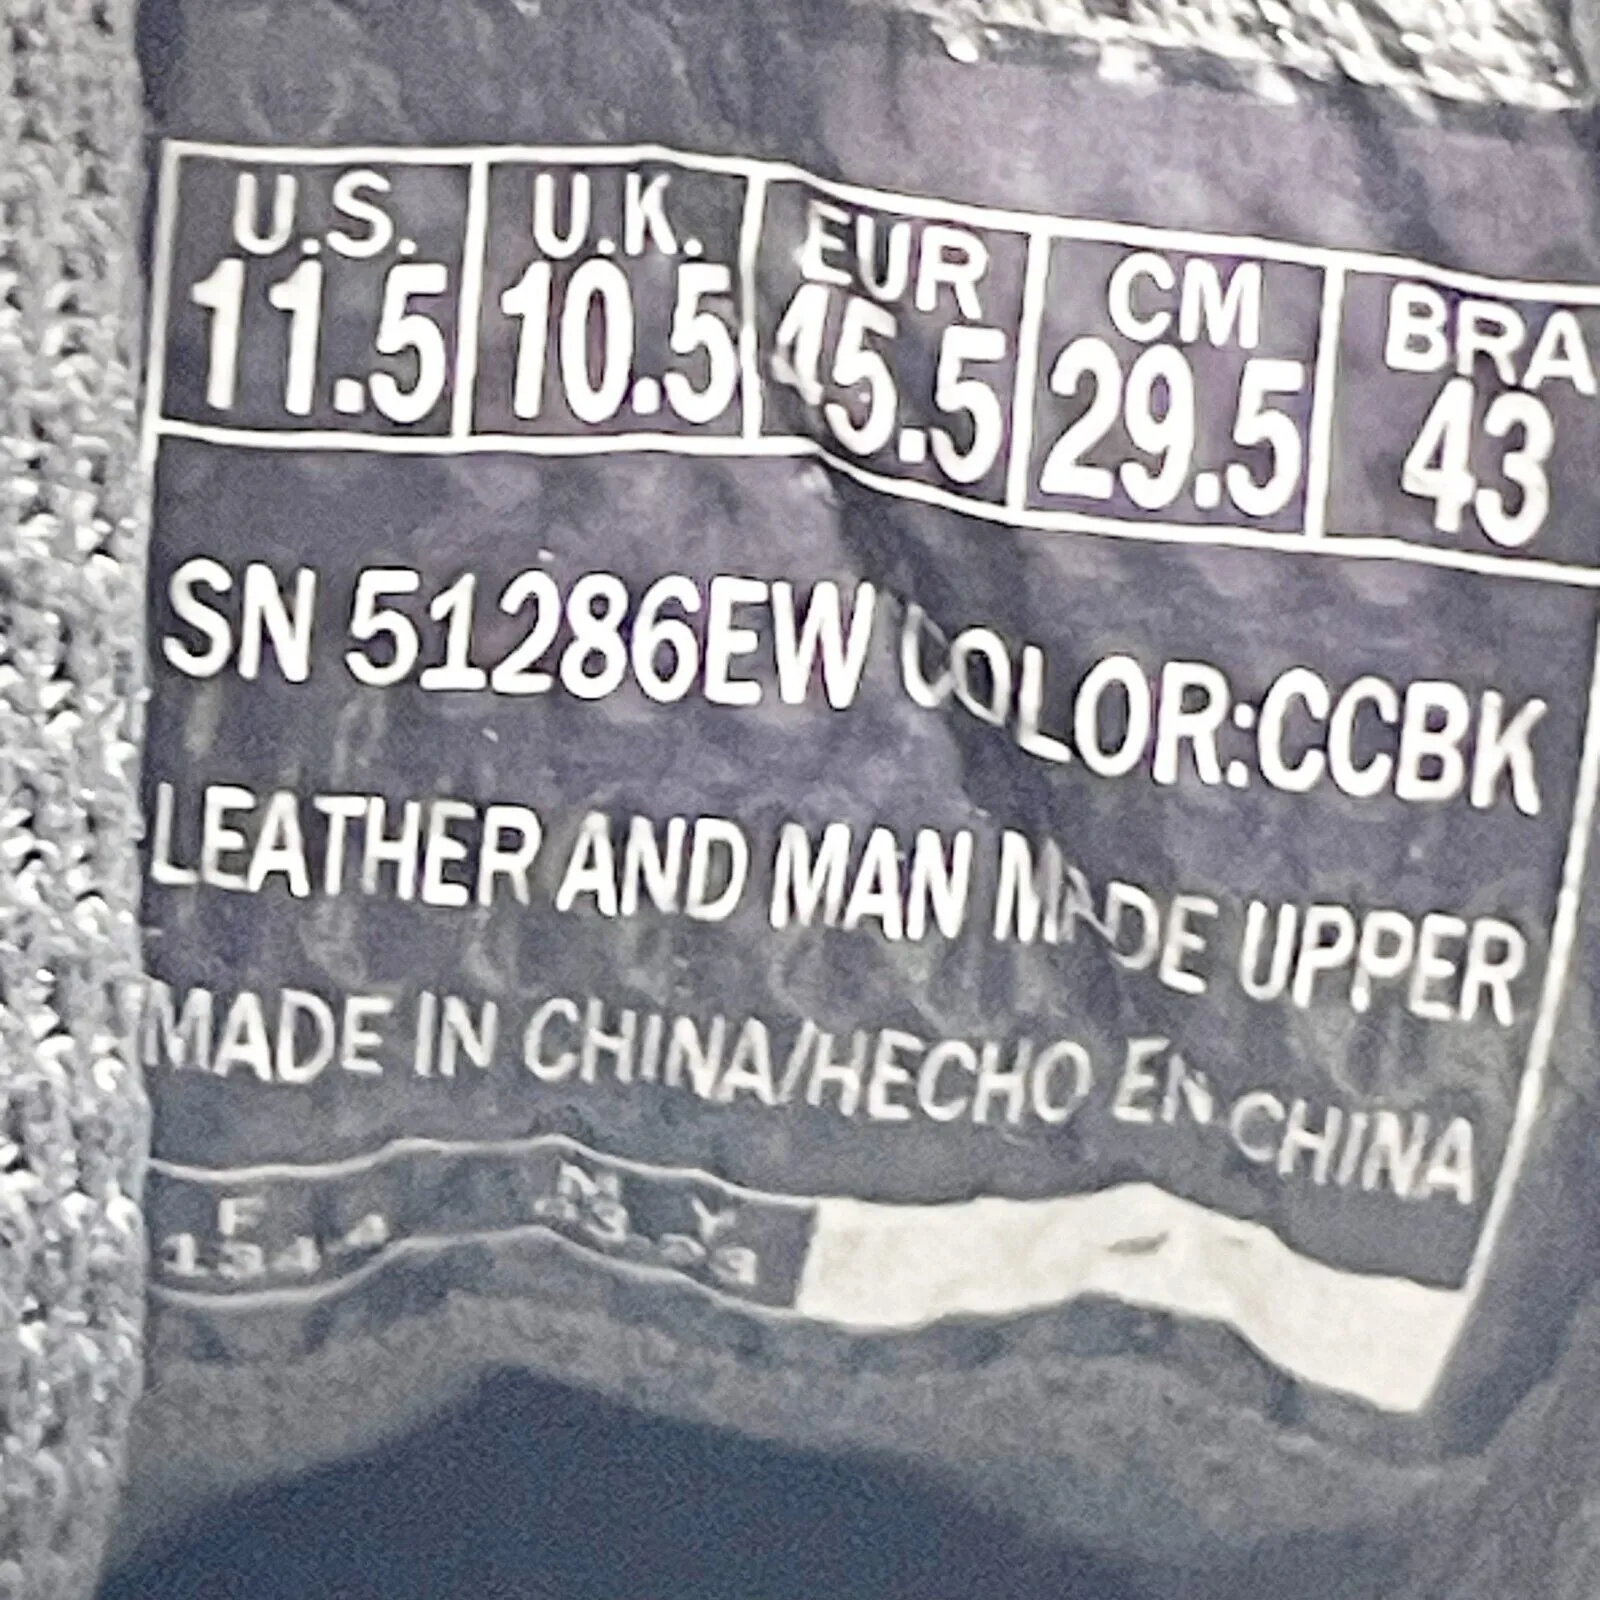 U.S. U.K. EUR CM BRA
11.5 10.5 45.5 29.5 43
SN 51286EW COLOR:CCBK
LEATHER AND MAN MADE UPPER
MADE IN CHINA/HECHO EN CHINA
F M Y